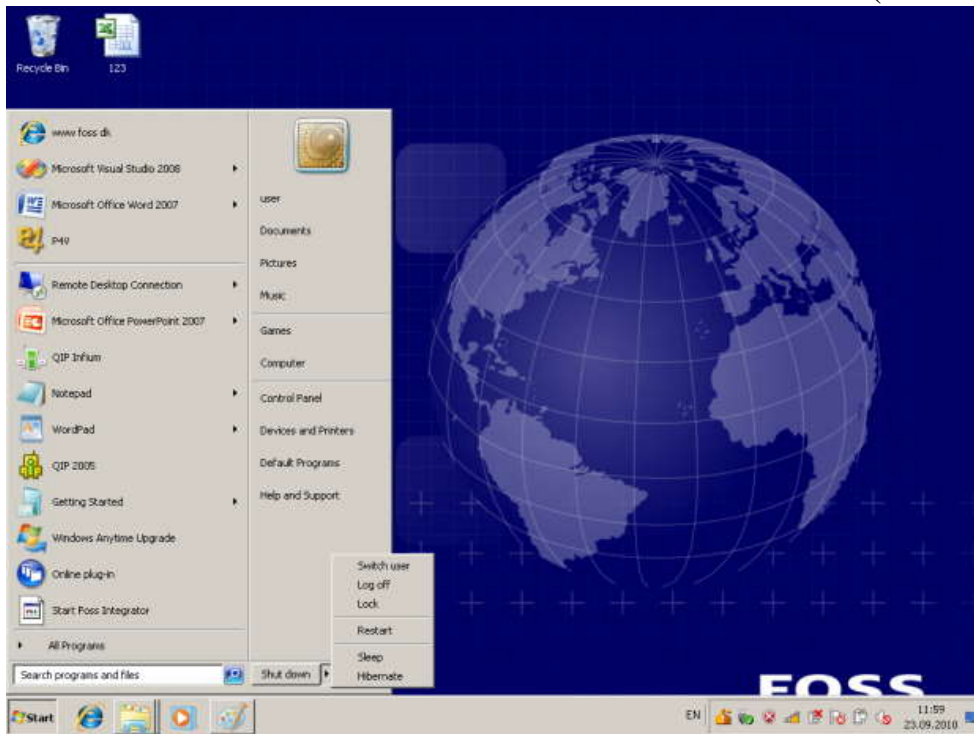 Recycle Bin
123
www foss dk
Microsoft Visual Studio 2008
Microsoft Office Word 2007
P4V
Remote Desktop Connection
Microsoft Office PowerPoint 2007
QIP Infium
Notepad
WordPad
QIP 2005
Getting Started
Windows Anytime Upgrade
Online plug-in
Start Foss Integrator
All Programs
Search programs and files
user
Documents
Pictures
Music
Games
Computer
Control Panel
Devices and Printers
Default Programs
Help and Support
Shut down
Switch user
Log off
Lock
Restart
Sleep
Hibernate
FOSS
Start
EN
11:59
23.09.2010